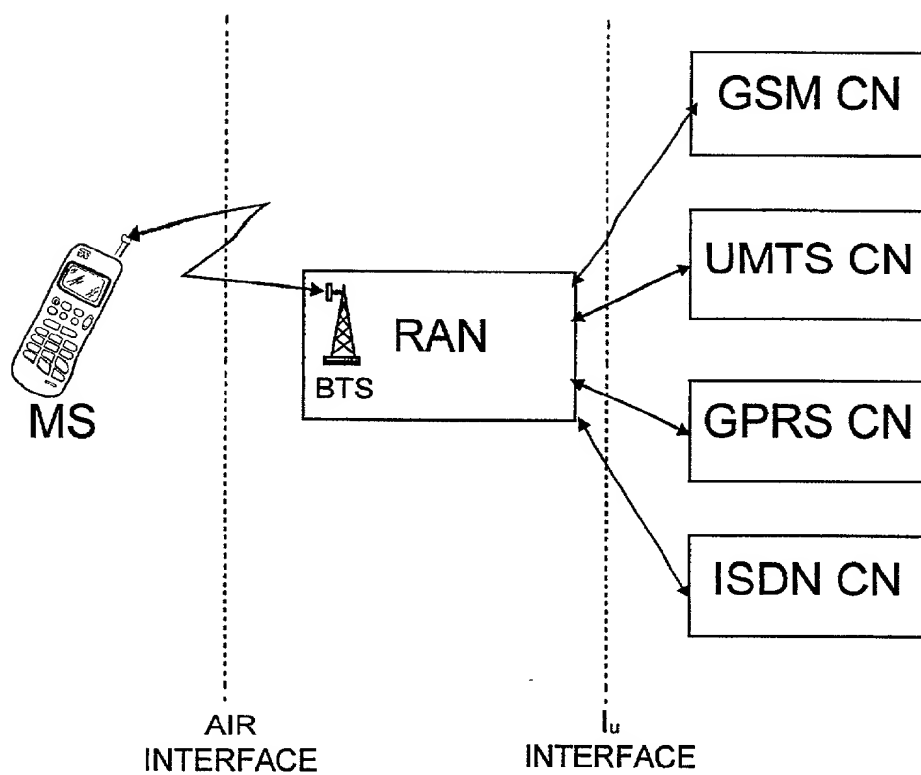 GSM CN
UMTS CN
RAN
BTS
MS
GPRS CN
ISDN CN
AIR
INTERFACE
Iu
INTERFACE